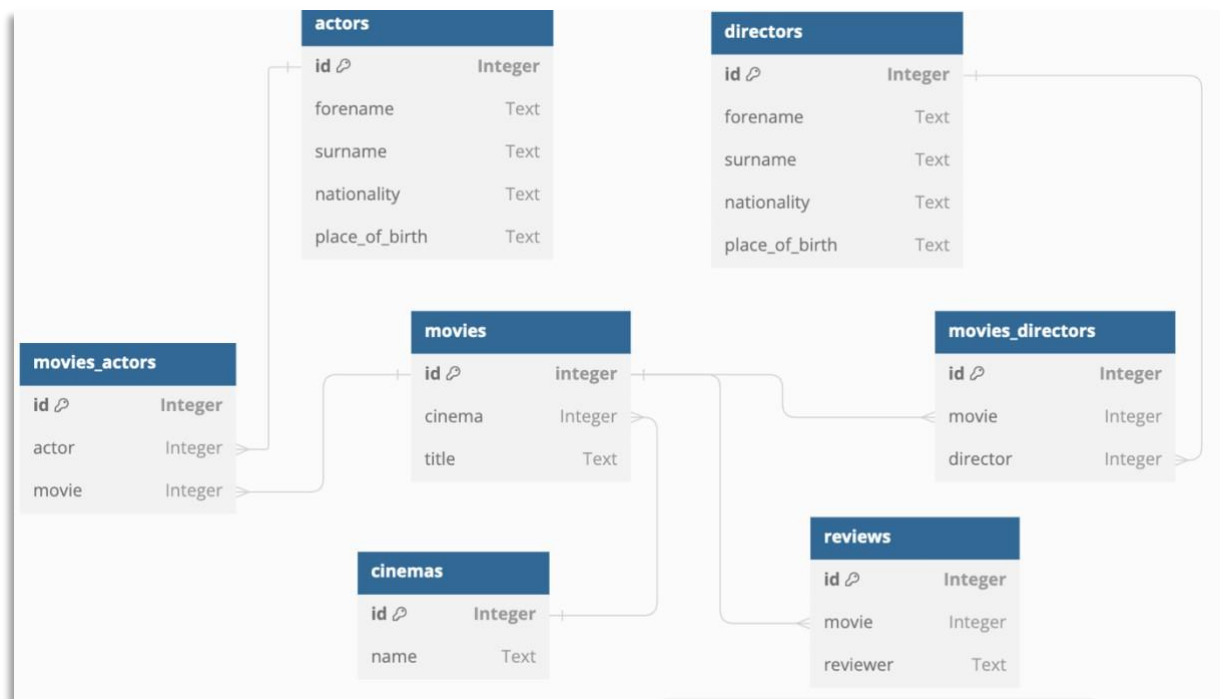 actors
id Integer
forename Text
surname Text
nationality Text
place_of_birth Text
directors
id Integer
forename Text
surname Text
nationality Text
place_of_birth Text
movies_actors
id Integer
actor Integer
movie Integer
movies
id integer
cinema Integer
title Text
movies_directors
id Integer
movie Integer
director Integer
cinemas
id Integer
name Text
reviews
id Integer
movie Integer
reviewer Text